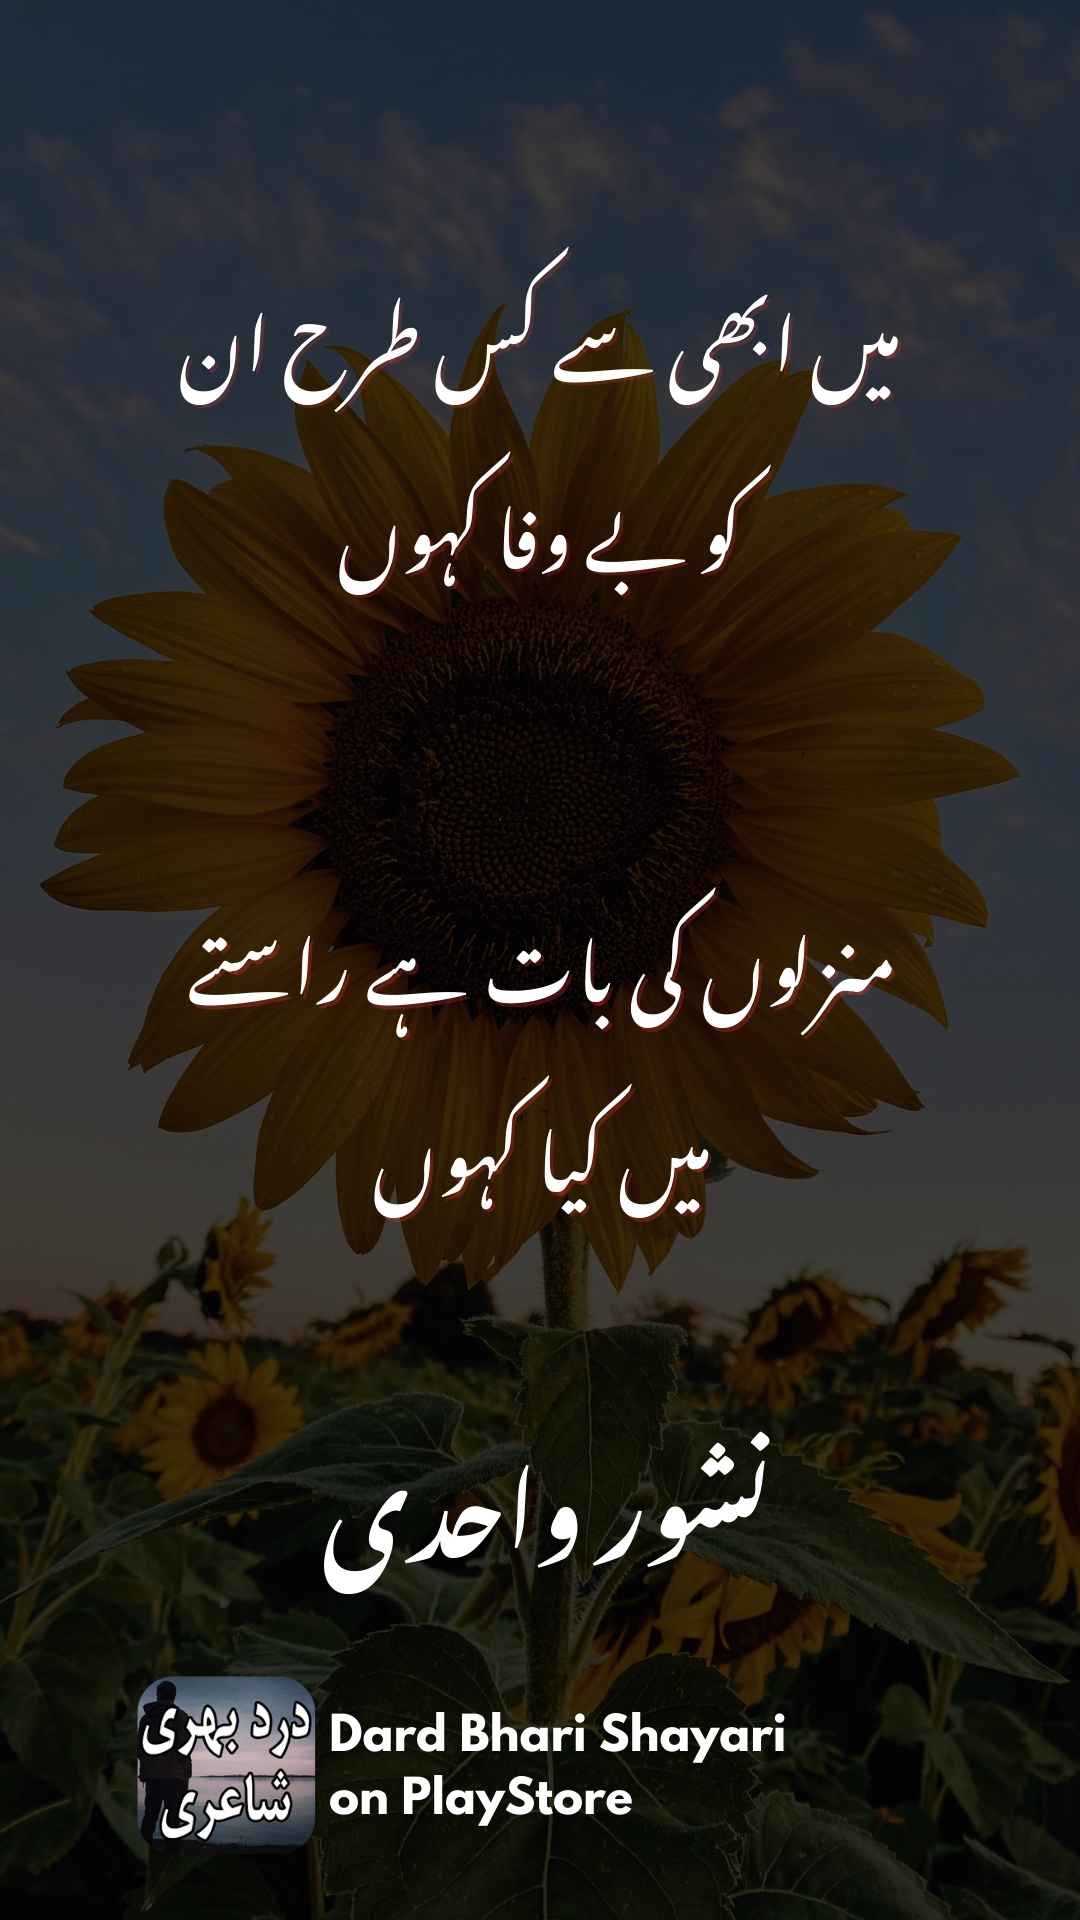 میں ابھی سے کس طرح ان
کو بے وفا کہوں
منزلوں کی بات ہے راستے
میں کیا کہوں
نشور واحدی
درد بھری
شاعری
Dard Bhari Shayari
on PlayStore